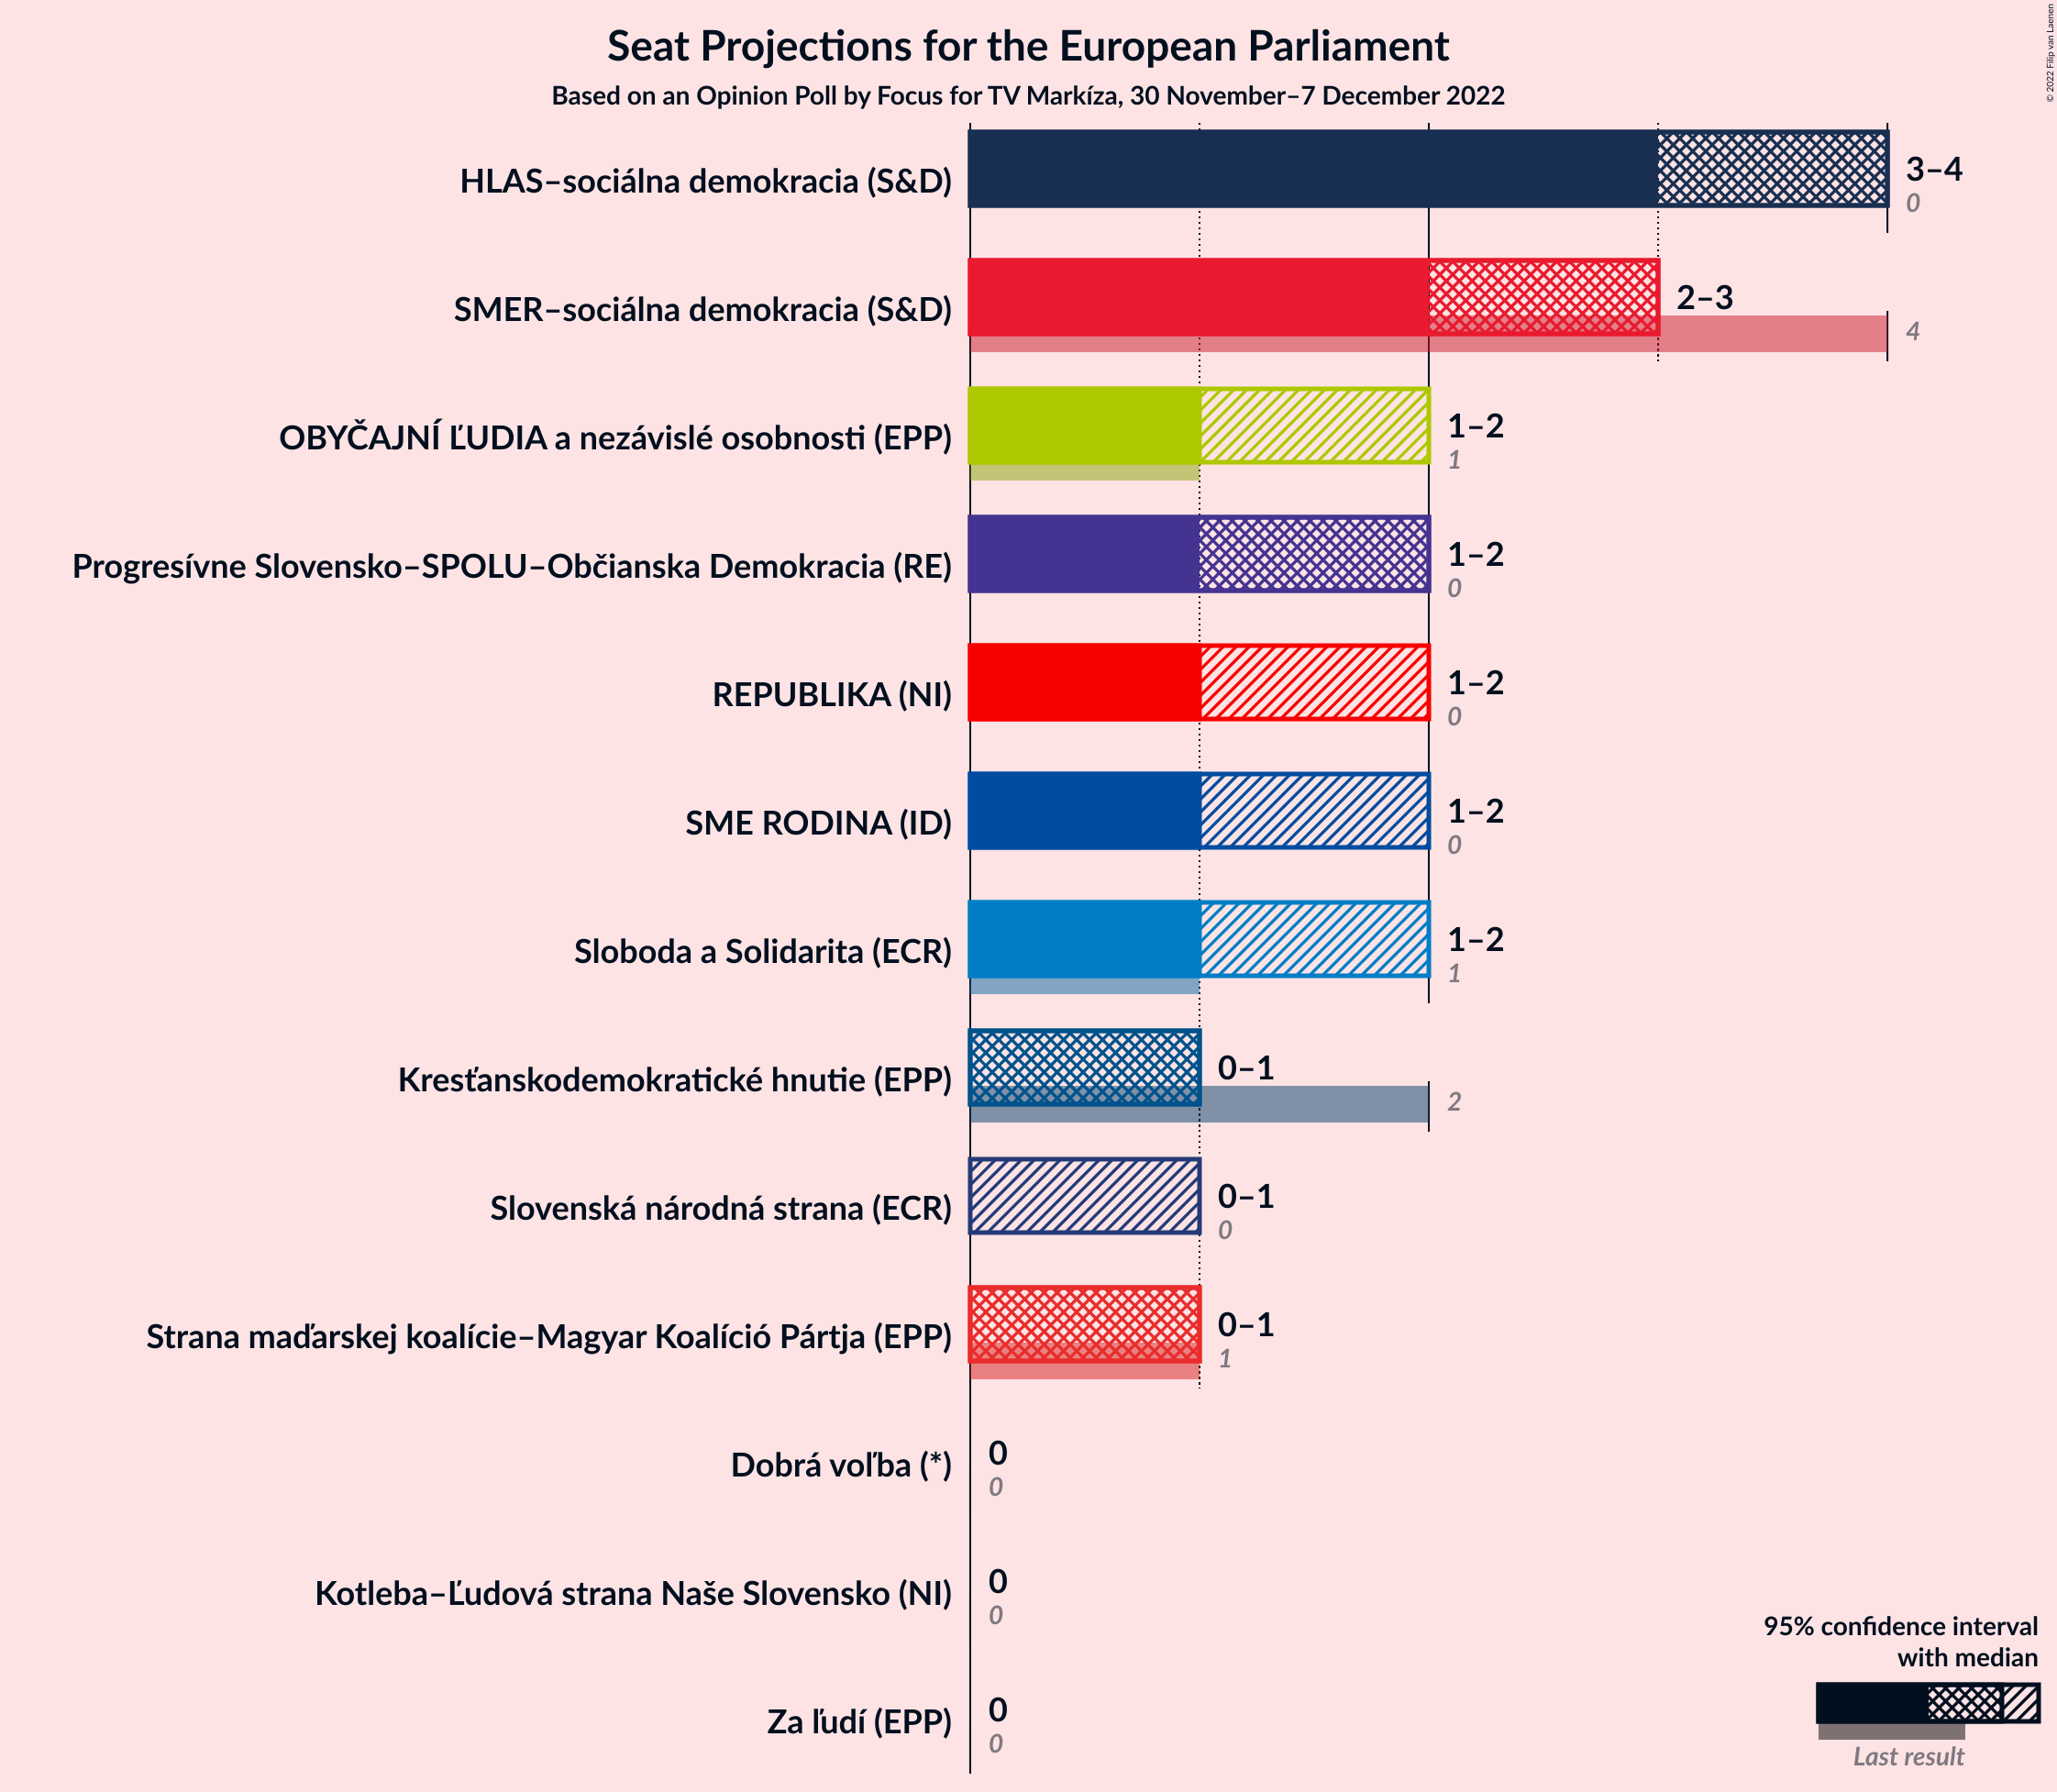 Seat Projections for the European Parliament
Based on an Opinion Poll by Focus for TV Markíza, 30 November–7 December 2022
© 2022 Filip van Laenen
HLAS–sociálna demokracia (S&D)
3–4
0
SMER–sociálna demokracia (S&D)
2–3
4
OBYČAJNÍ ĽUDIA a nezávislé osobnosti (EPP)
1–2
1
Progresívne Slovensko–SPOLU–Občianska Demokracia (RE)
1–2
0
REPUBLIKA (NI)
1–2
0
SME RODINA (ID)
1–2
0
Sloboda a Solidarita (ECR)
1–2
1
Kresťanskodemokratické hnutie (EPP)
0–1
2
Slovenská národná strana (ECR)
0–1
0
Strana maďarskej koalície–Magyar Koalíció Pártja (EPP)
0–1
1
Dobrá voľba (*)
0
0
Kotleba–Ľudová strana Naše Slovensko (NI)
0
0
Za ľudí (EPP)
0
0
95% confidence interval
with median
Last result